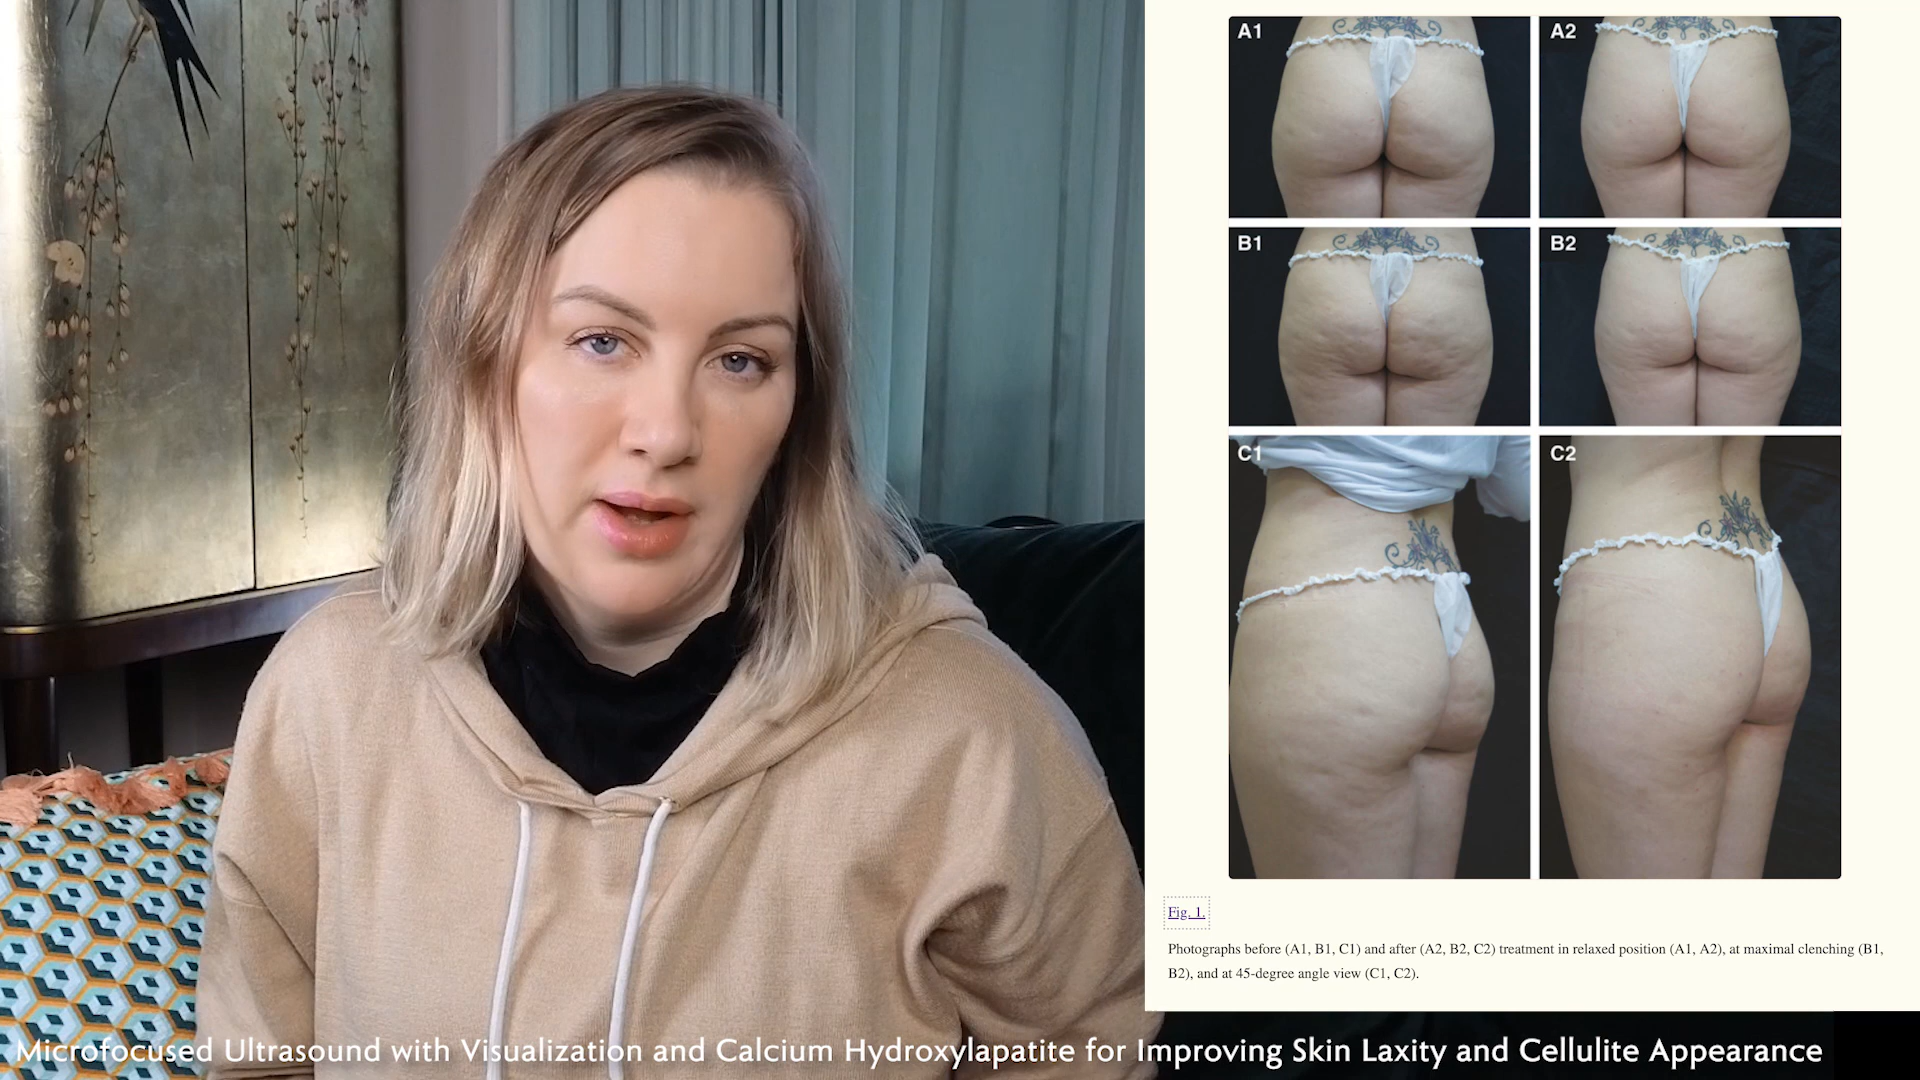 A1
A2
B1
B2
C1
C2
Fig. 1.
Photographs before (A1, B1, C1) and after (A2, B2, C2) treatment in relaxed position (A1, A2), at maximal clenching (B1,
B2), and at 45-degree angle view (C1, C2).
Microfocused Ultrasound with Visualization and Calcium Hydroxylapatite for Improving Skin Laxity and Cellulite Appearance